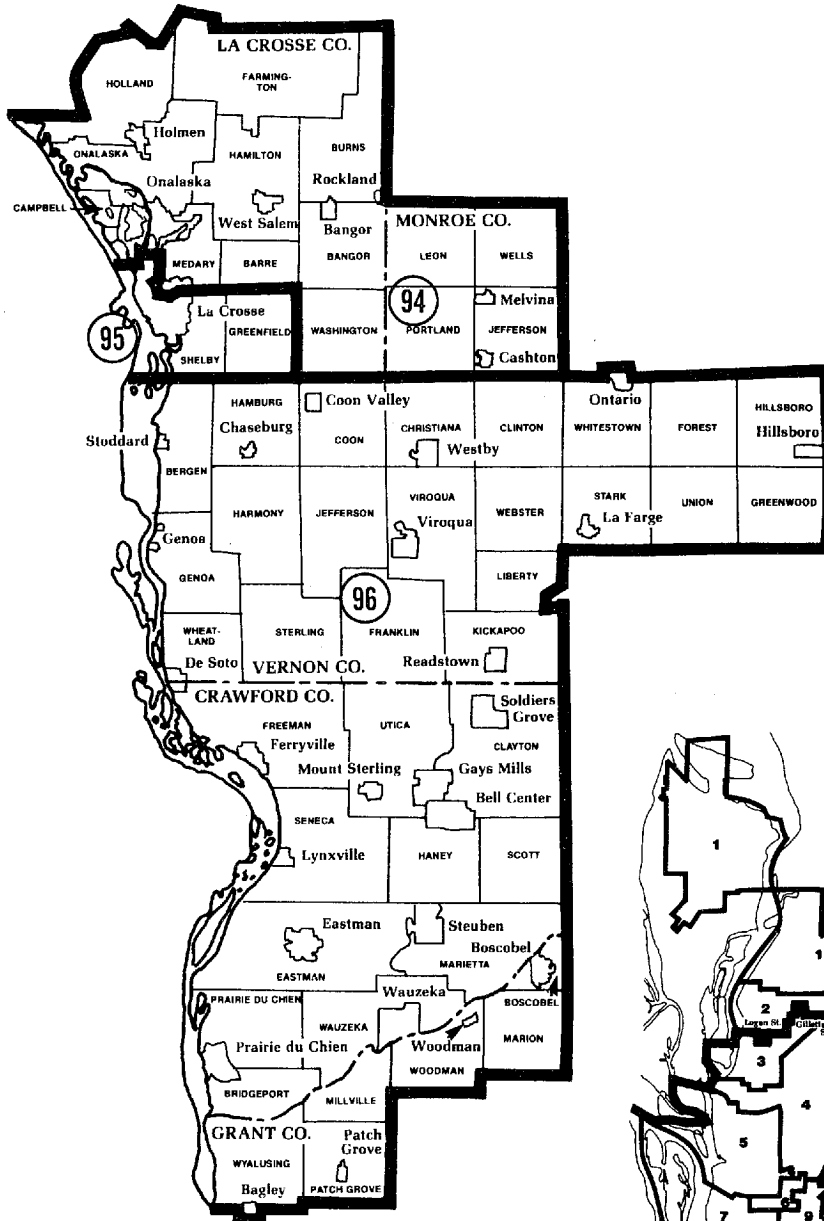 LA CROSSE CO.
HOLLAND
FARMING-
TON
Holmen
ONALASKA
HAMILTON
BURNS
Onalaska
Rockland
CAMPBELL
West Salem
Bangor
MONROE CO.
MEDARY
BARRE
BANGOR
LEON
WELLS
94
Melvina
La Crosse
95
GREENFIELD
WASHINGTON
PORTLAND
JEFFERSON
SHELBY
Cashton
Ontario
HAMBURG
Coon Valley
HILLSBORO
Chaseburg
CHRISTIANA
CLINTON
WHITESTOWN
FOREST
Hillsboro
Stoddard
COON
Westby
BERGEN
VIROQUA
STARK
HARMONY
JEFFERSON
Viroqua
WEBSTER
La Farge
UNION
GREENWOOD
Genoa
GENOA
LIBERTY
96
WHEAT-
LAND
STERLING
FRANKLIN
KICKAPOO
De Soto
VERNON CO.
Readstown
CRAWFORD CO.
Soldiers
Grove
FREEMAN
UTICA
Ferryville
CLAYTON
Mount Sterling
Gays Mills
Bell Center
SENECA
Lynxville
HANEY
SCOTT
Eastman
Steuben
Boscobel
MARIETTA
EASTMAN
Wauzeka
PRAIRIE DU CHIEN
BOSCOBEL
WAUZEKA
Prairie du Chien
Woodman
MARION
WOODMAN
BRIDGEPORT
MILLVILLE
GRANT CO.
Patch
Grove
WYALUSING
Bagley
PATCH GROVE
1
1
2
Logan St.
3
4
5
7
9